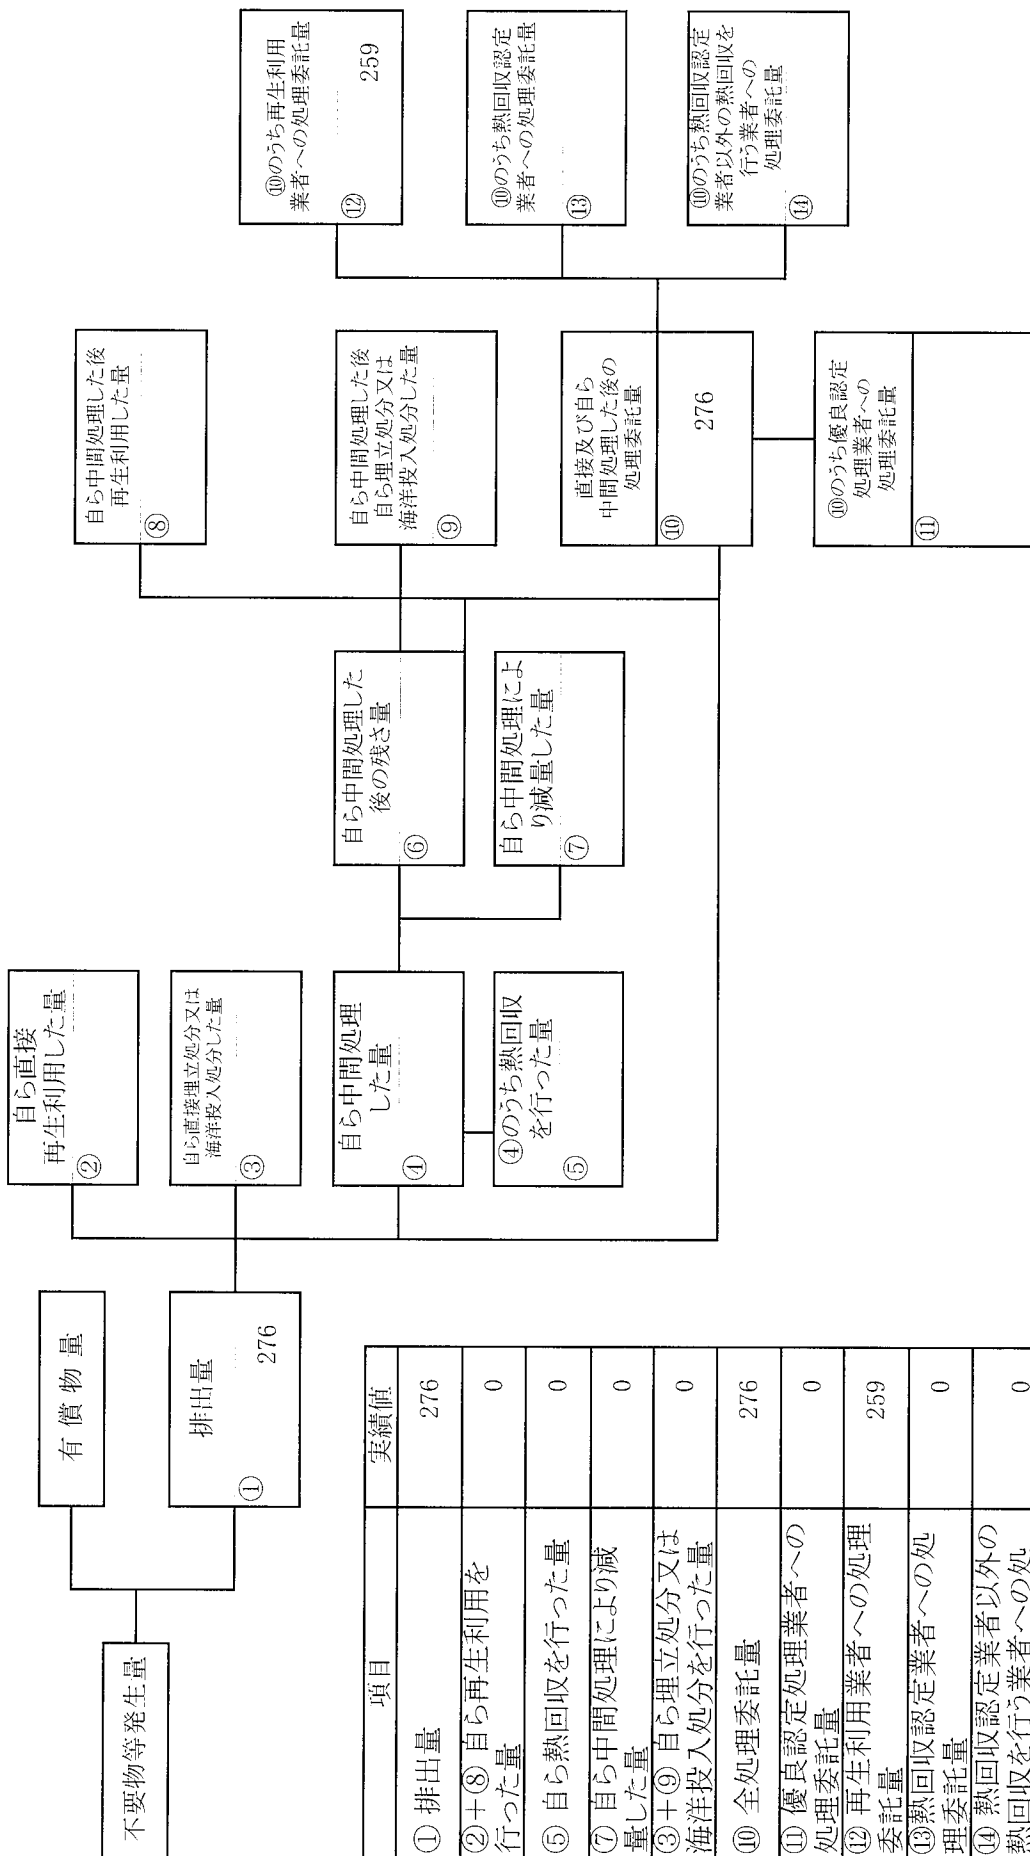 不要物等発生量
有償物量
排出量
①
276
自ら直接
再生利用した量
②
自ら直接埋立処分又は
海洋投入処分した量
③
自ら中間処理
した量
④
④のうち熱回収
を行った量
⑤
自ら中間処理した
後の残さ量
⑥
自ら中間処理によ
り減量した量
⑦
自ら中間処理した後
再生利用した量
⑧
自ら中間処理した後
自ら埋立処分又は
海洋投入処分した量
⑨
直接及び自ら
中間処理した後の
処理委託量
⑩
276
⑩のうち優良認定
処理業者への
処理委託量
⑪
⑩のうち再生利用
業者への処理委託量
⑫
259
⑩のうち熱回収認定
業者への処理委託量
⑬
⑩のうち熱回収認定
業者以外の熱回収を
行う業者への
処理委託量
⑭
項目 実績値
①排出量 276
②+⑧自ら再生利用を
行った量 0
⑤自ら熱回収を行った量 0
⑦自ら中間処理により減
量した量 0
③+⑨自ら埋立処分又は
海洋投入処分を行った量 0
⑩全処理委託量 276
⑪優良認定処理業者への
処理委託量 0
⑫再生利用業者への処理
委託量 259
⑬熱回収認定業者への処
理委託量 0
⑭熱回収認定業者以外の
熱回収を行う業者への処 0